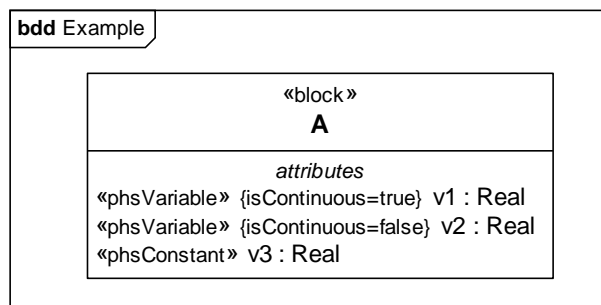 bdd Example
«block»
A
attributes
«phsVariable» {isContinuous=true} v1 : Real
«phsVariable» {isContinuous=false} v2 : Real
«phsConstant» v3 : Real